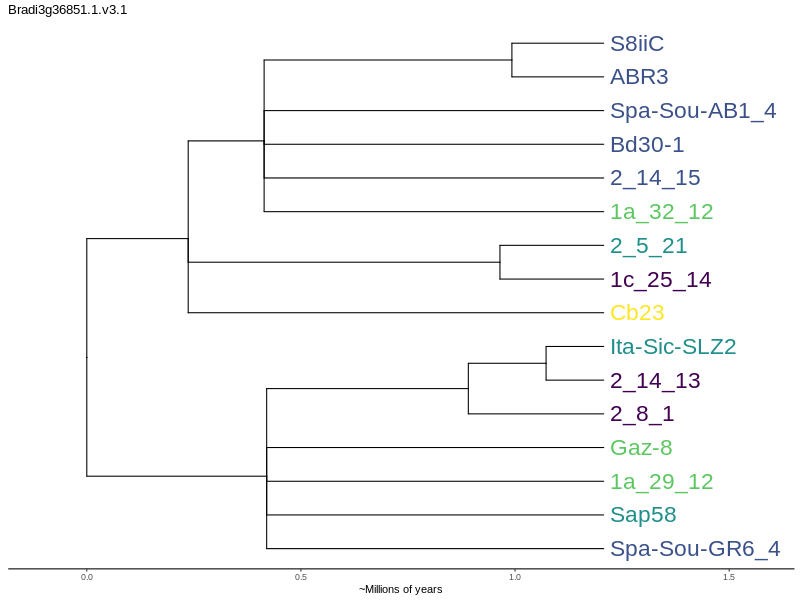 Bradi3g36851.1.v3.1
S8iiC
ABR3
Spa-Sou-AB1_4
Bd30-1
2_14_15
1a_32_12
2_5_21
1c_25_14
Cb23
Ita-Sic-SLZ2
2_14_13
2_8_1
Gaz-8
1a_29_12
Sap58
Spa-Sou-GR6_4
0.0 0.5 1.0 1.5
~Millions of years